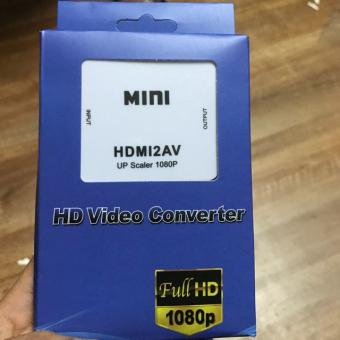 MINI
INPUT
OUTPUT
HDMI2AV
UP Scaler 1080P
HD Video Converter
Full HD
1080p